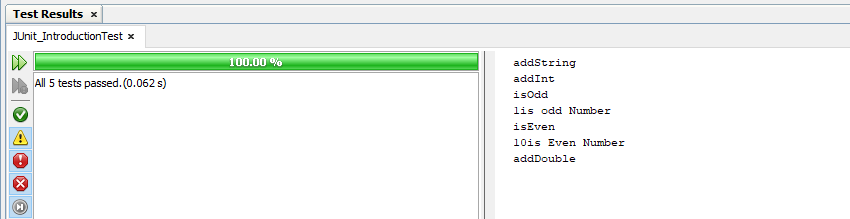 Test Results
JUnit_IntroductionTest
100.00 %
All 5 tests passed.(0.062 s)
addString
addInt
isOdd
1is odd Number
isEven
10is Even Number
addDouble